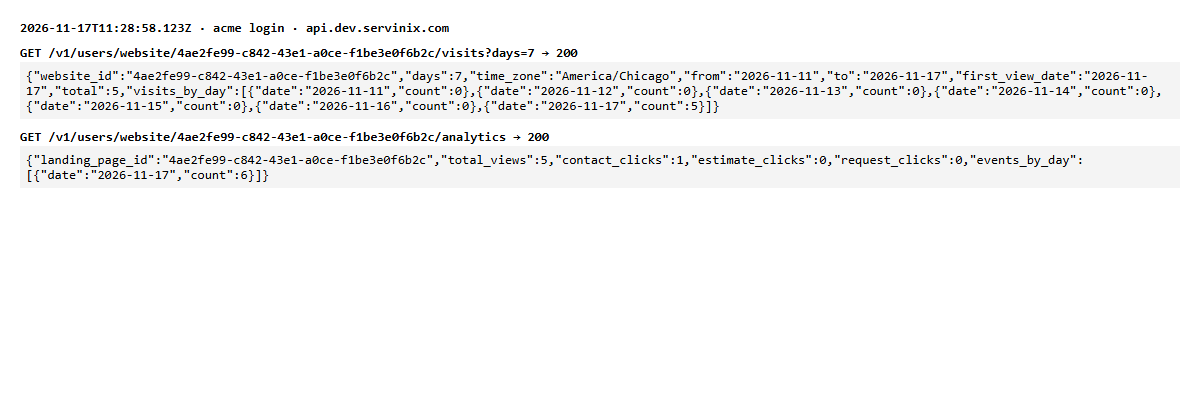 2026-11-17T11:28:58.123Z · acme login · api.dev.servinix.com
GET /v1/users/website/4ae2fe99-c842-43e1-a0ce-f1be3e0f6b2c/visits?days=7 → 200
{"website_id":"4ae2fe99-c842-43e1-a0ce-f1be3e0f6b2c","days":7,"time_zone":"America/Chicago","from":"2026-11-11","to":"2026-11-17","first_view_date":"2026-11-
17","total":5,"visits_by_day":[{"date":"2026-11-11","count":0},{"date":"2026-11-12","count":0},{"date":"2026-11-13","count":0},{"date":"2026-11-14","count":0},
{"date":"2026-11-15","count":0},{"date":"2026-11-16","count":0},{"date":"2026-11-17","count":5}]}
GET /v1/users/website/4ae2fe99-c842-43e1-a0ce-f1be3e0f6b2c/analytics → 200
{"landing_page_id":"4ae2fe99-c842-43e1-a0ce-f1be3e0f6b2c","total_views":5,"contact_clicks":1,"estimate_clicks":0,"request_clicks":0,"events_by_day":
[{"date":"2026-11-17","count":6}]}